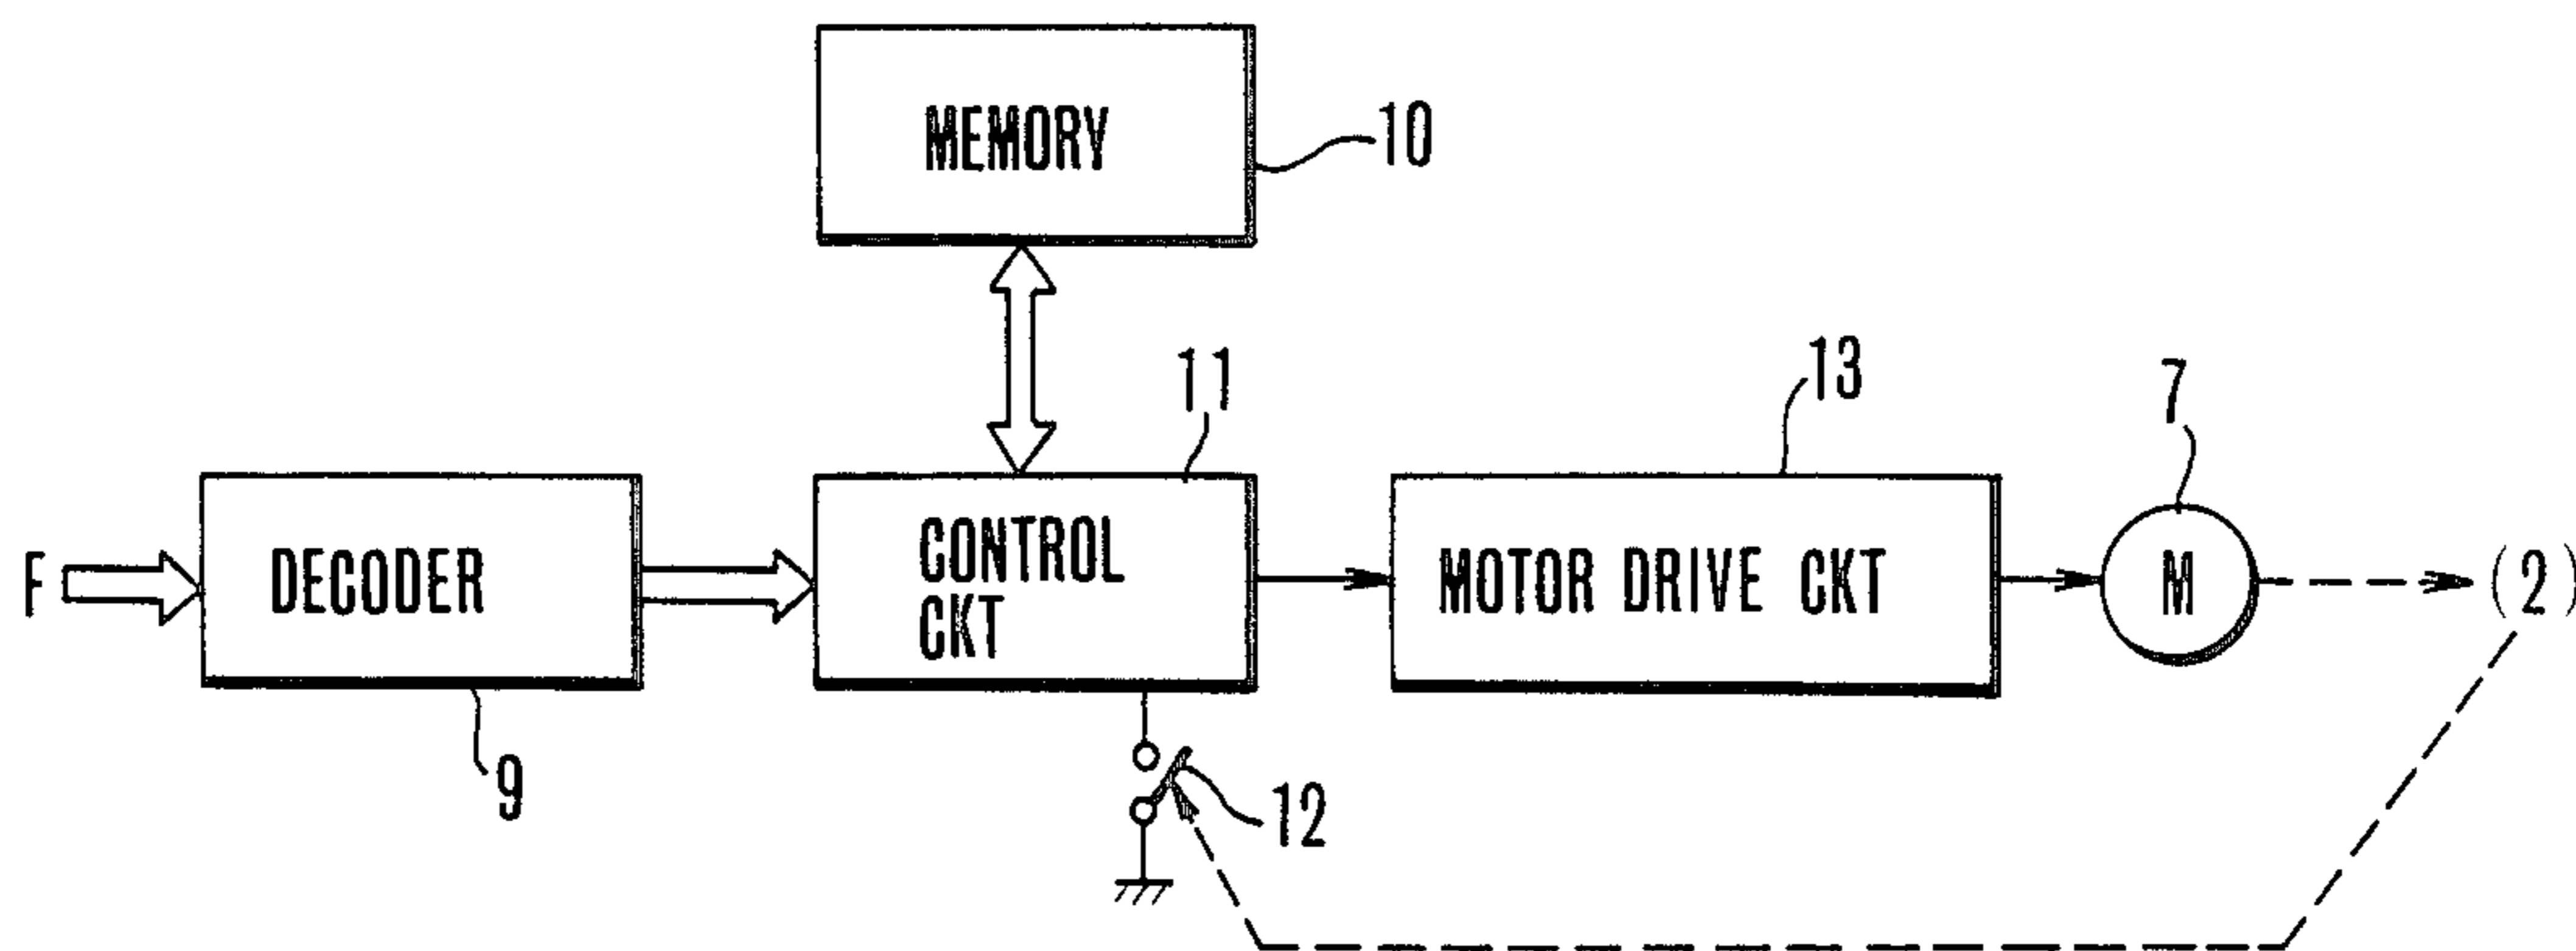 MEMORY
10
11
13
7
F
DECODER
CONTROL
CKT
MOTOR DRIVE CKT
M
(2)
9
12